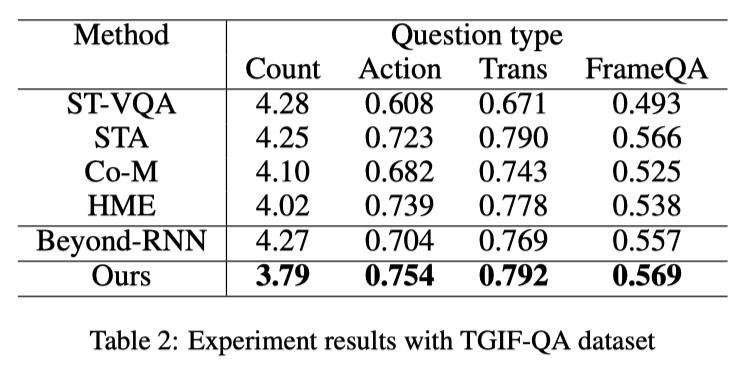 Method Question type
Count Action Trans FrameQA
ST-VQA 4.28 0.608 0.671 0.493
STA 4.25 0.723 0.790 0.566
Co-M 4.10 0.682 0.743 0.525
HME 4.02 0.739 0.778 0.538
Beyond-RNN 4.27 0.704 0.769 0.557
Ours 3.79 0.754 0.792 0.569
Table 2: Experiment results with TGIF-QA dataset